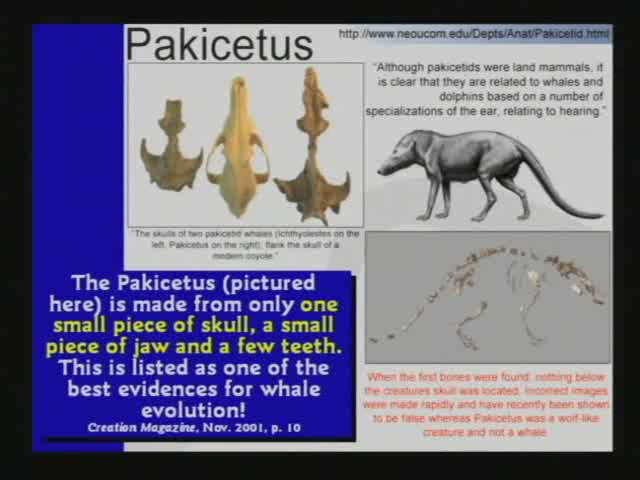 Pakicetus
http://www.neoucom.edu/Depts/Anat/Pakicetid.html
"Although pakicetids were land mammals, it
is clear that they are related to whales and
dolphins based on a number of
specializations of the ear, relating to hearing."
"The skulls of two pakicetid whales (Ichthyolestes on the
left, Pakicetus on the right), flank the skull of a
modern coyote."
The Pakicetus (pictured
here) is made from only one
small piece of skull, a small
piece of jaw and a few teeth.
This is listed as one of the
best evidences for whale
evolution!
Creation Magazine, Nov. 2001, p. 10
When the first bones were found, nothing below
the creatures skull was located. Incorrect images
were made rapidly and have recently been shown
to be false whereas Pakicetus was a wolf-like
creature and not a whale.